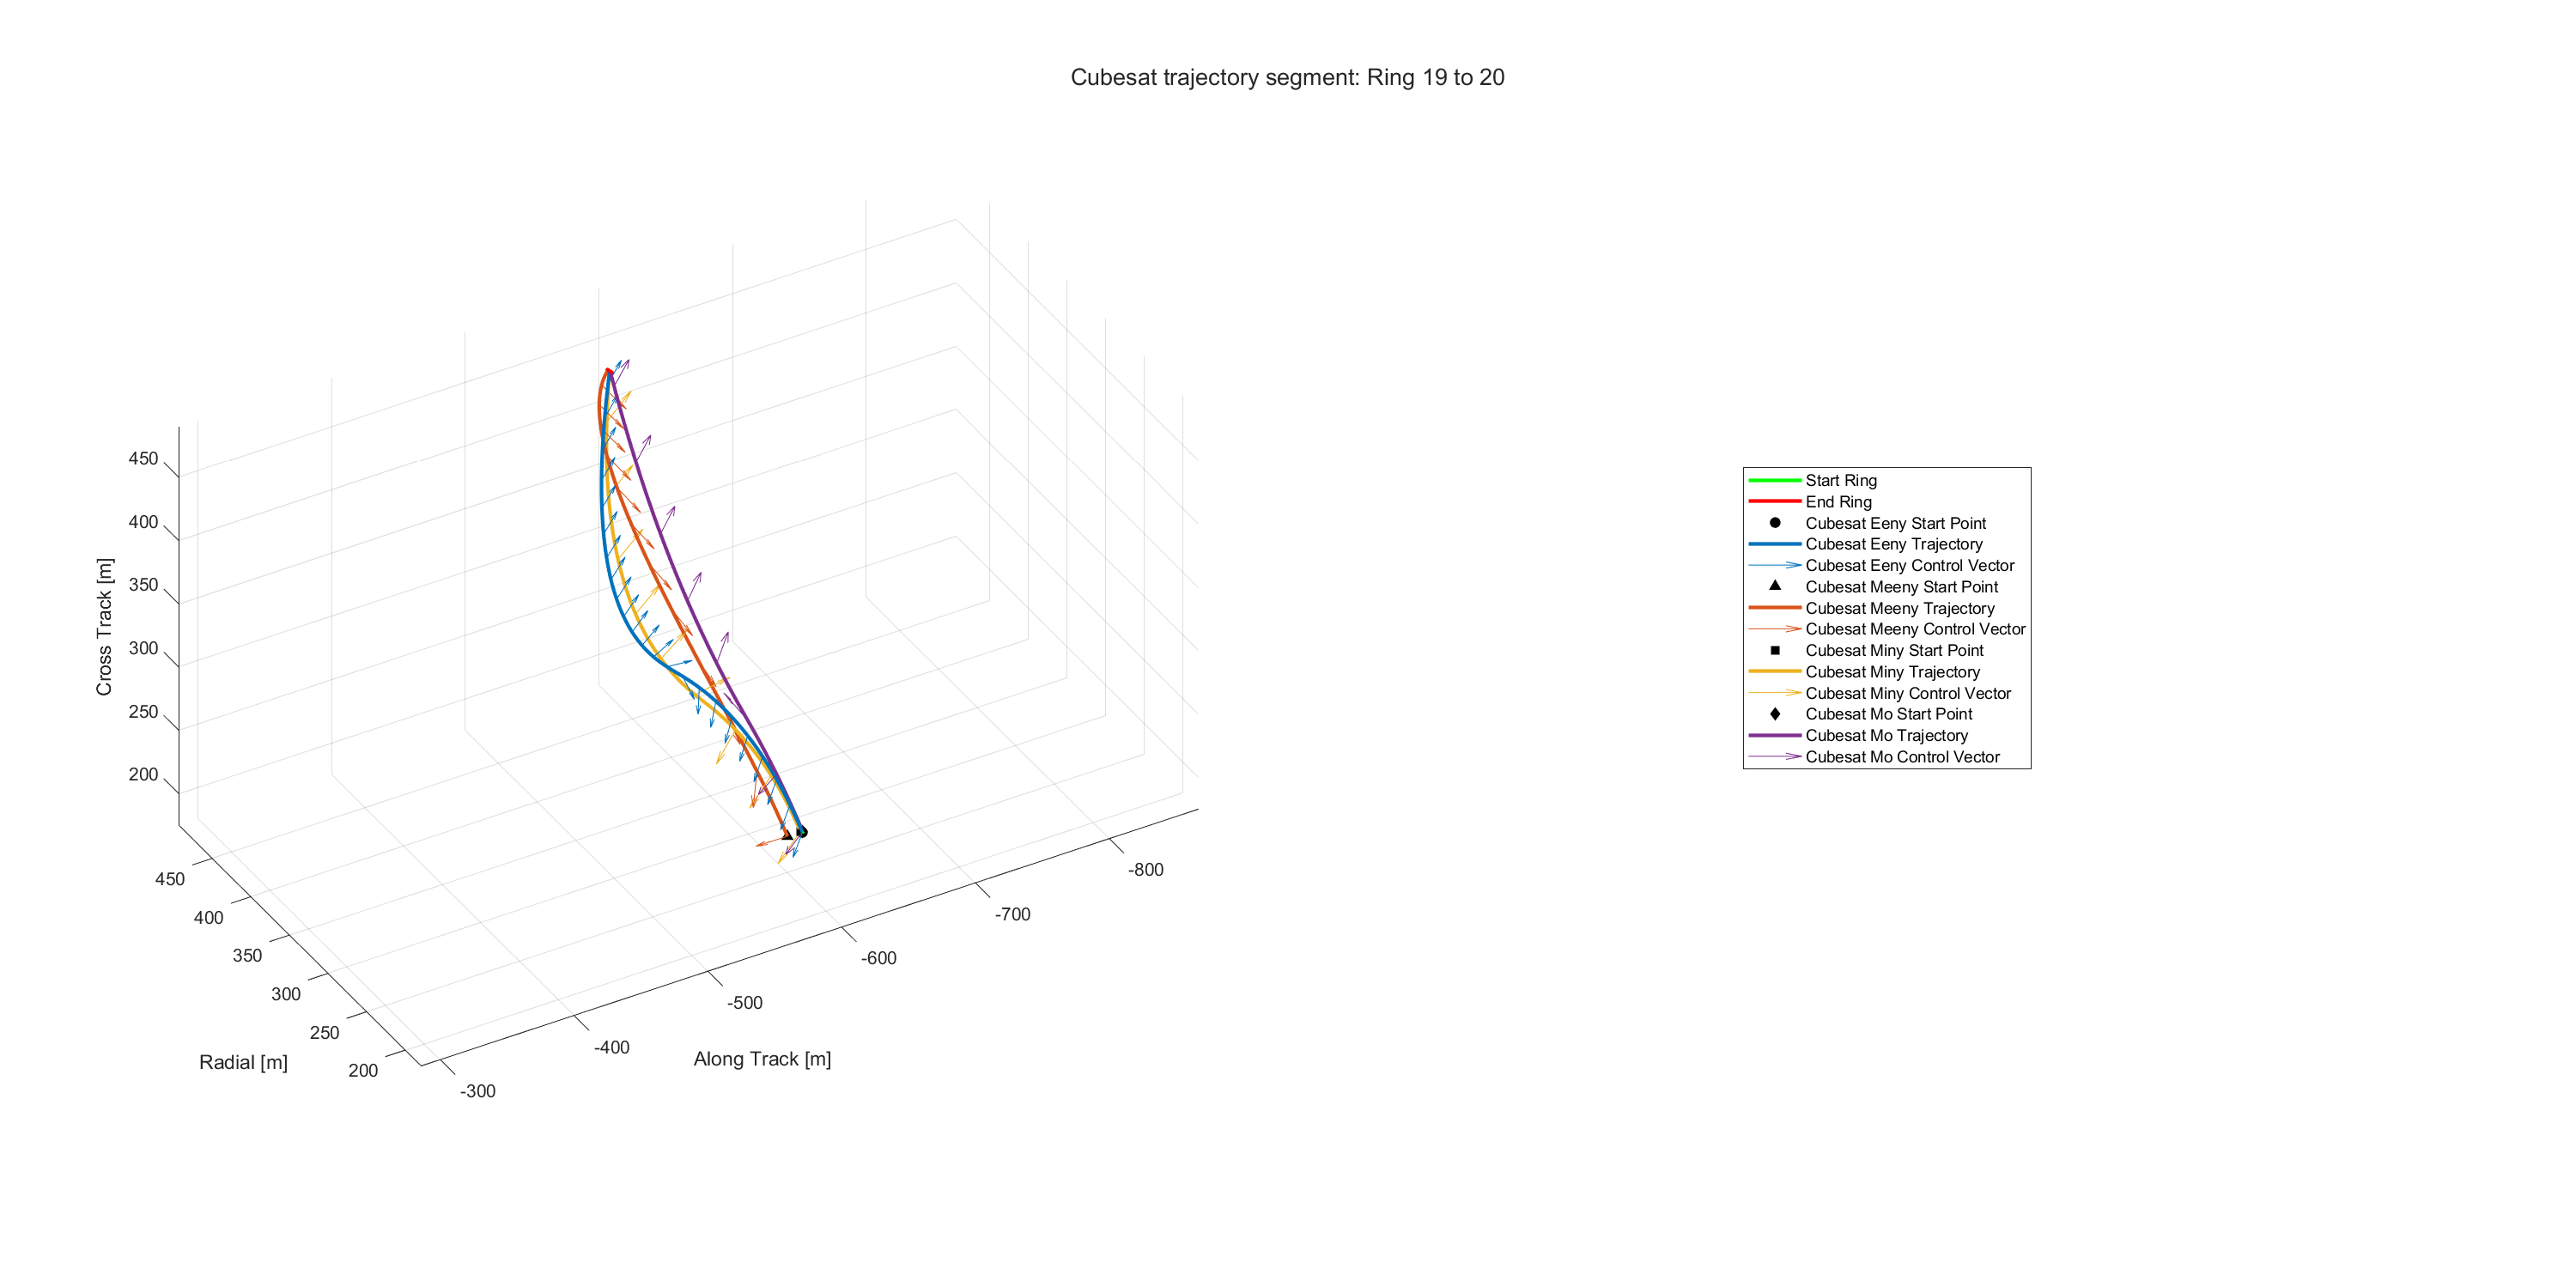 Cubesat trajectory segment: Ring 19 to 20
450
400
350
300
250
200
Cross Track [m]
450
400
350
300
250
200
Radial [m]
-300
-400
-500
-600
-700
-800
Along Track [m]
Start Ring
End Ring
Cubesat Eeny Start Point
Cubesat Eeny Trajectory
Cubesat Eeny Control Vector
Cubesat Meeny Start Point
Cubesat Meeny Trajectory
Cubesat Meeny Control Vector
Cubesat Miny Start Point
Cubesat Miny Trajectory
Cubesat Miny Control Vector
Cubesat Mo Start Point
Cubesat Mo Trajectory
Cubesat Mo Control Vector